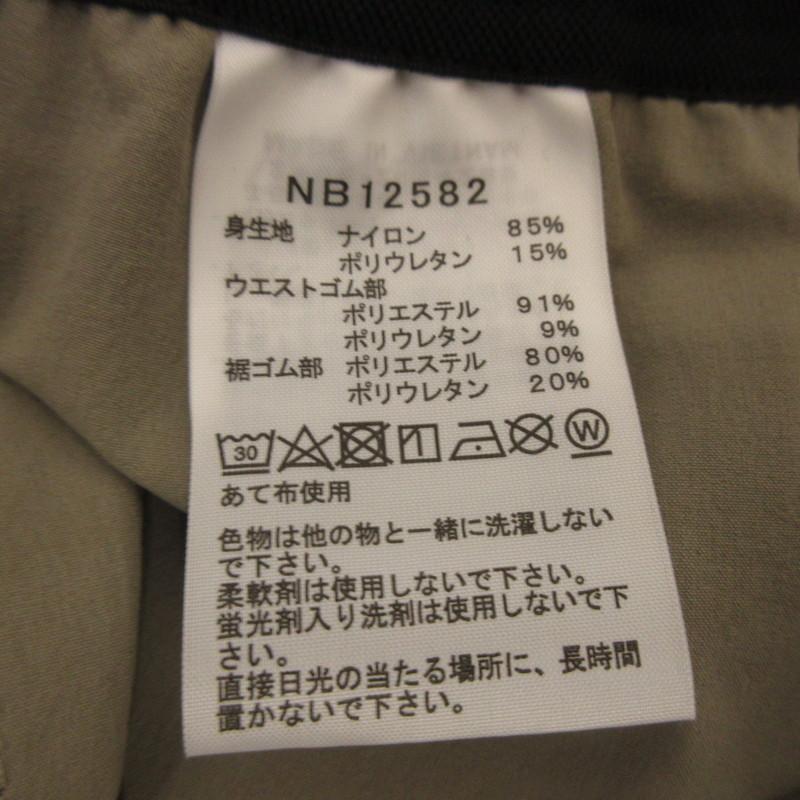 NB12582
身生地 ナイロン 85%
ポリウレタン 15%
ウエストゴム部
ポリエステル 91%
ポリウレタン 9%
裾ゴム部 ポリエステル 80%
ポリウレタン 20%
30 1 W
あて布使用
色物は他の物と一緒に洗濯しない
で下さい。
柔軟剤は使用しないで下さい。
蛍光剤入り洗剤は使用しないで下
さい。
直接日光の当たる場所に、長時間
置かないで下さい。